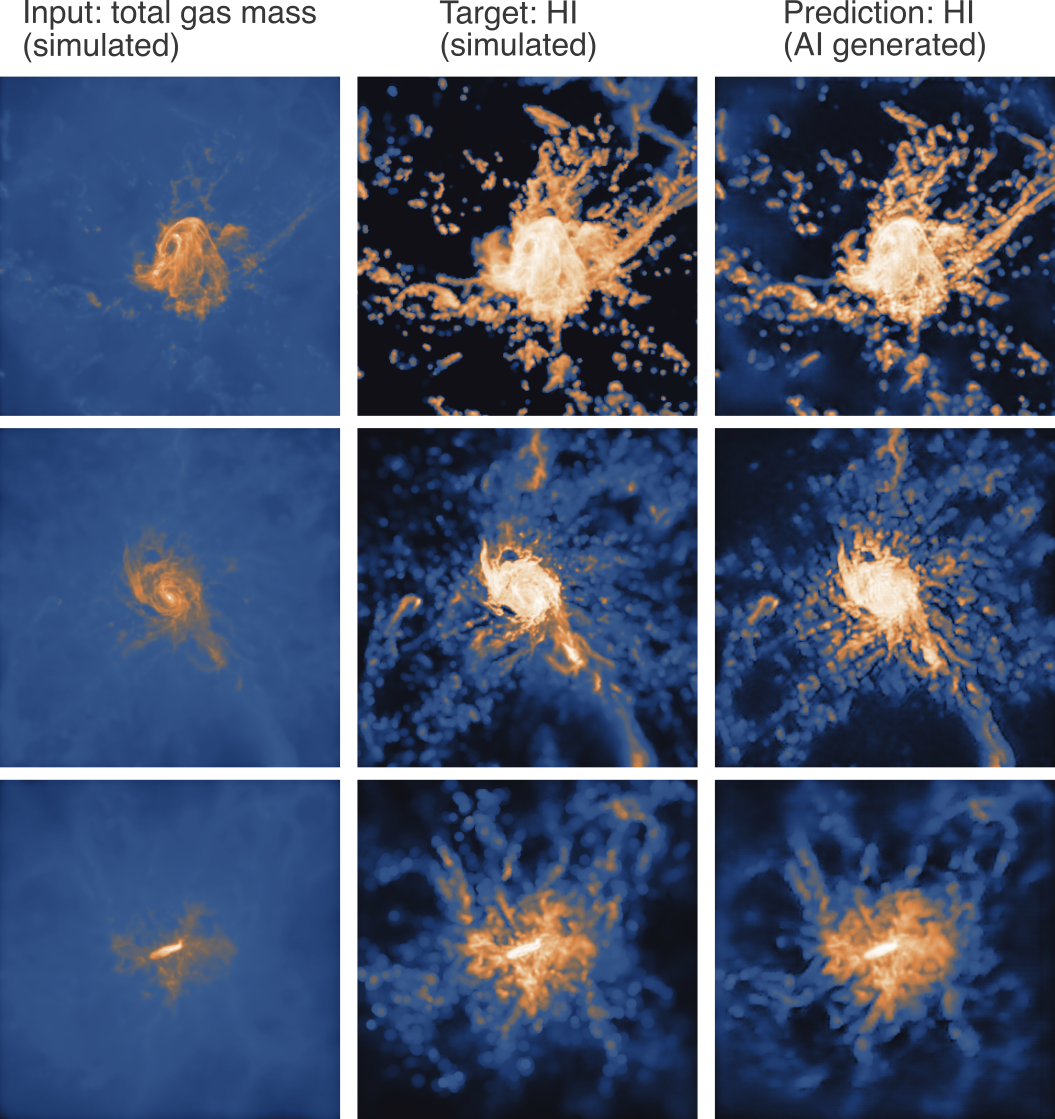 Input: total gas mass
(simulated)
Target: HI
(simulated)
Prediction: HI
(AI generated)